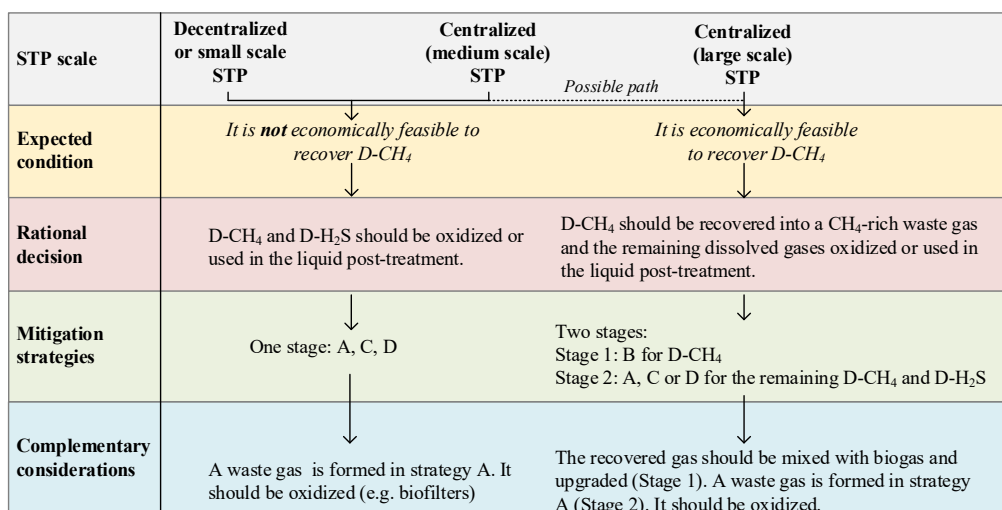 STP scale
Decentralized
or small scale
STP
Centralized
(medium scale)
STP
Centralized
(large scale)
STP
Possible path
Expected
condition
It is not economically feasible to
recover D-CH₄
It is economically feasible
to recover D-CH₄
Rational
decision
D-CH₄ and D-H₂S should be oxidized or
used in the liquid post-treatment.
D-CH₄ should be recovered into a CH₄-rich waste gas
and the remaining dissolved gases oxidized or used in
the liquid post-treatment.
Mitigation
strategies
One stage: A, C, D
Two stages:
Stage 1: B for D-CH₄
Stage 2: A, C or D for the remaining D-CH₄ and D-H₂S
Complementary
considerations
A waste gas is formed in strategy A. It
should be oxidized (e.g. biofilters)
The recovered gas should be mixed with biogas and
upgraded (Stage 1). A waste gas is formed in strategy
A (Stage 2). It should be oxidized.